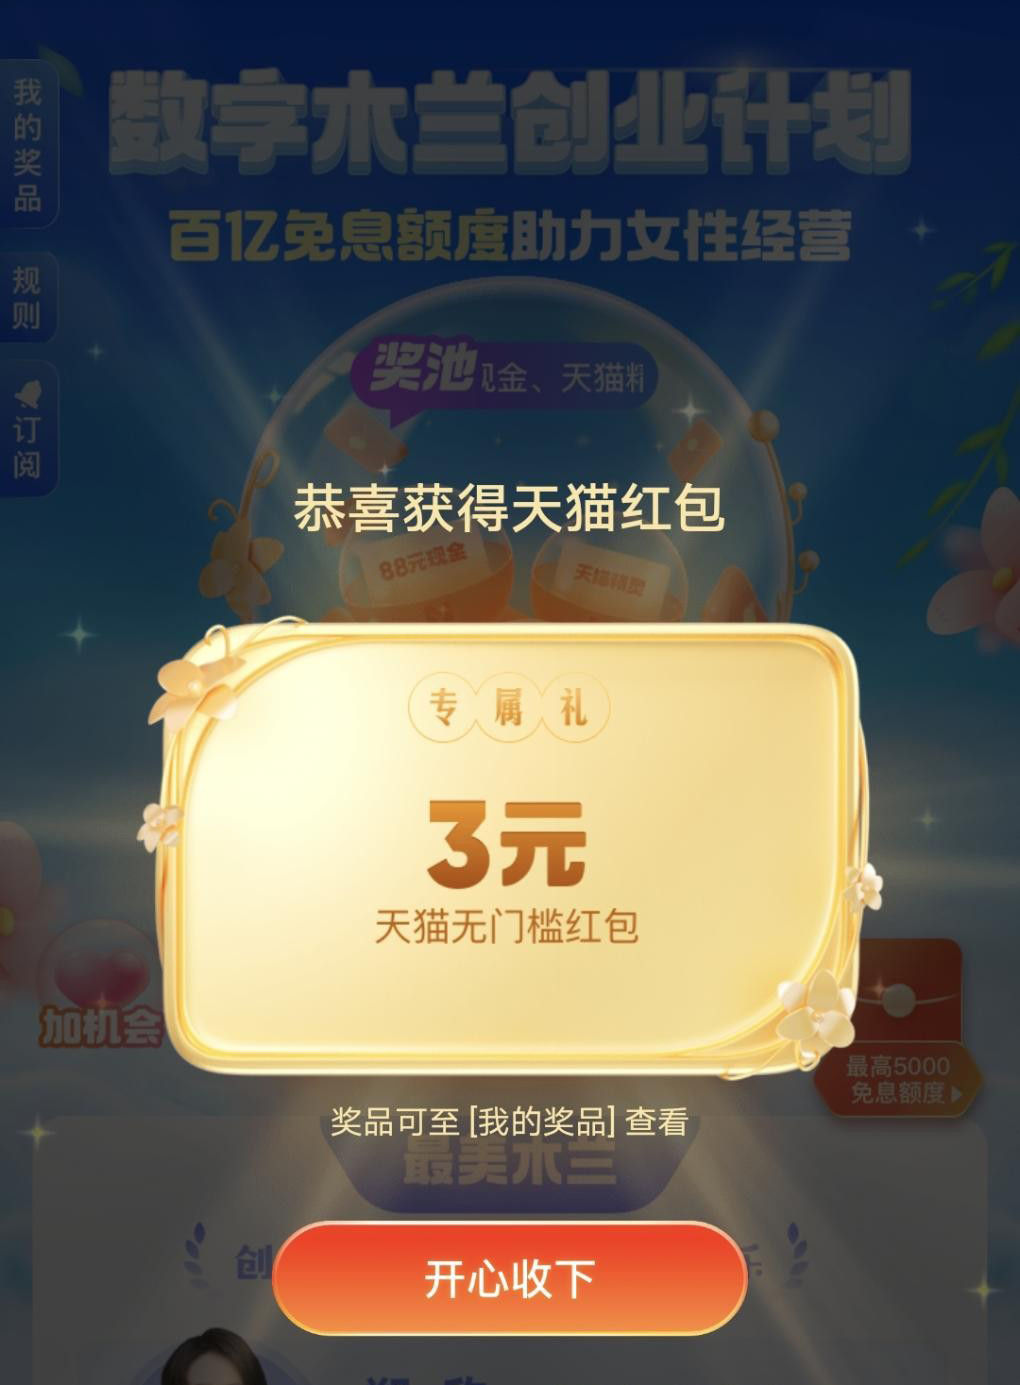 数字木兰创业计划
百亿免息额度助力女性经营
我的奖品
规则
订阅
奖池
现金、天猫精
恭喜获得天猫红包
88元现金
天猫精灵
专属礼
3元
天猫无门槛红包
加机会
最高5000
免息额度
奖品可至 [我的奖品] 查看
最美木兰
创
开心收下